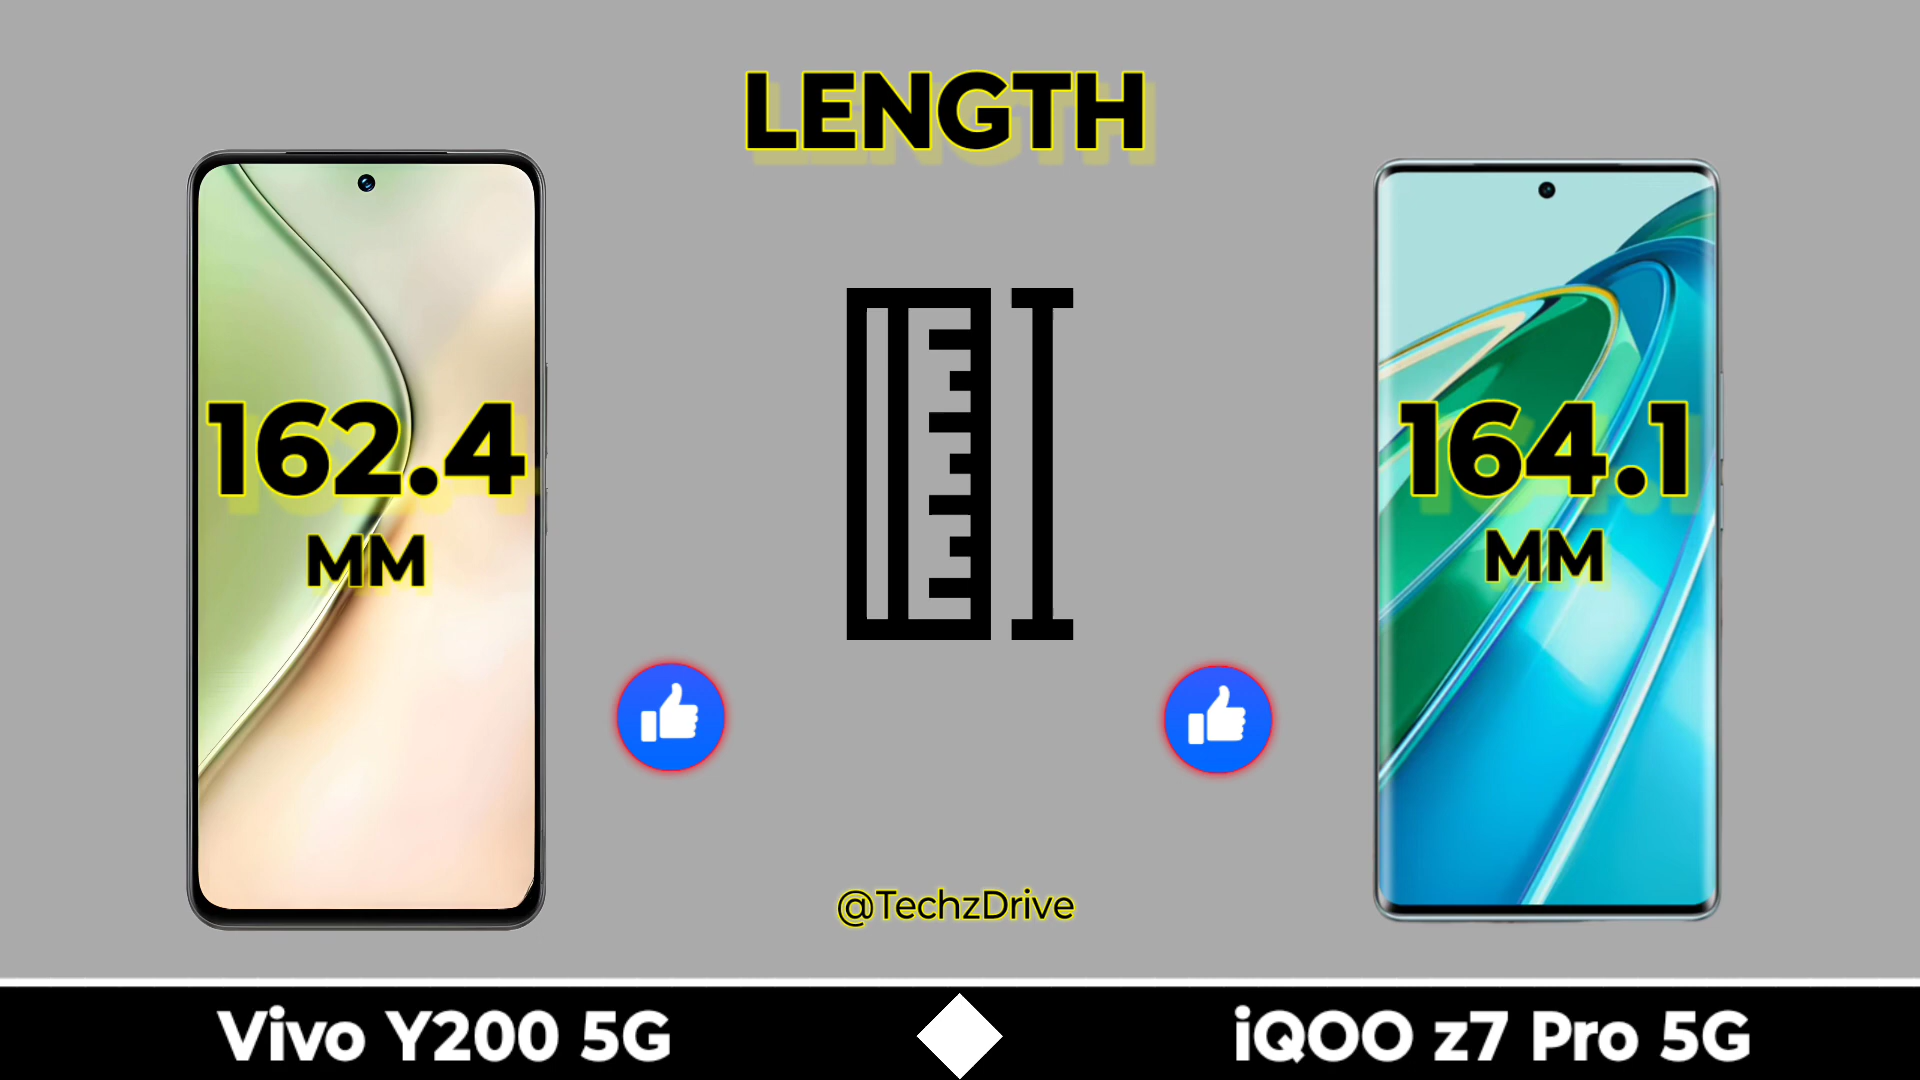 LENGTH
162.4
MM
164.1
MM
@TechzDrive
Vivo Y200 5G
iQOO z7 Pro 5G